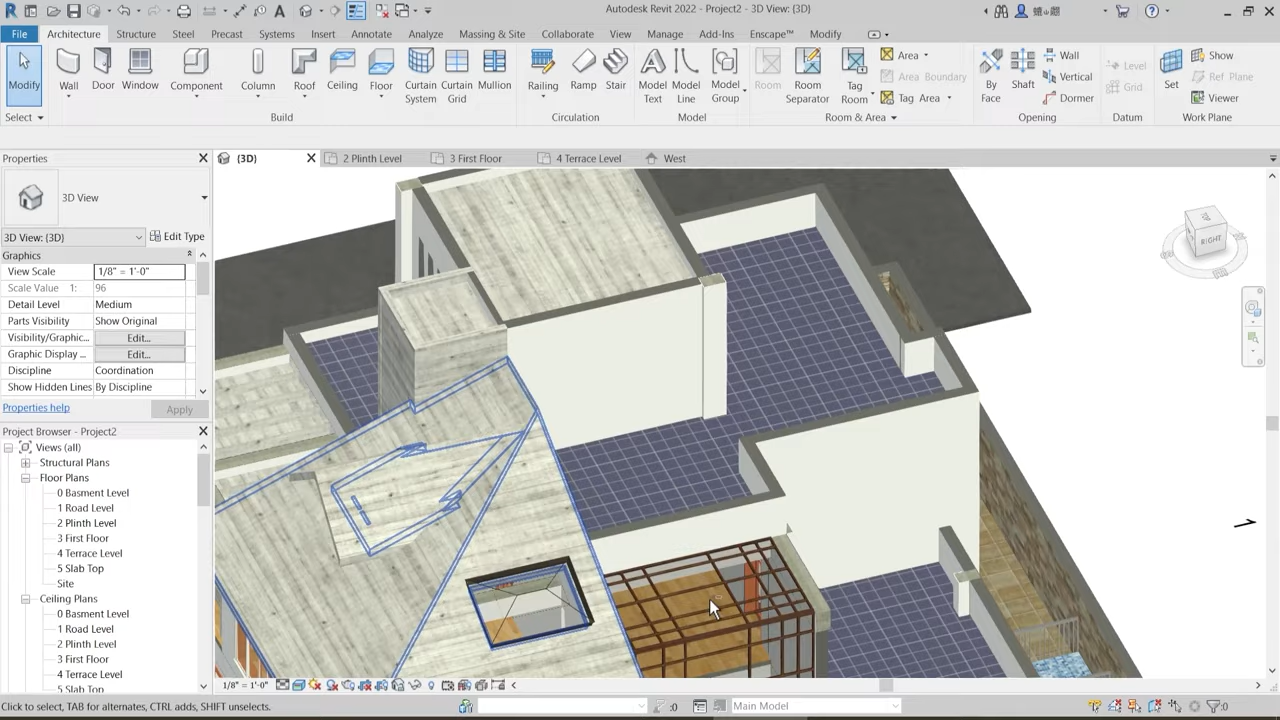 Autodesk Revit 2022 - Project2 - 3D View: {3D}
File Architecture Structure Steel Precast Systems Insert Annotate Analyze Massing & Site Collaborate View Manage Add-Ins Enscape™ Modify
Modify Wall Door Window Component Column Roof Ceiling Floor Curtain System Curtain Grid Mullion Railing Ramp Stair Model Text Model Line Model Group Room Room Separator Tag Room Area Area Boundary Tag Area By Face Shaft Wall Vertical Dormer Level Grid Set Show Ref Plane Viewer
Select Build Circulation Model Room & Area Opening Datum Work Plane
Properties
{3D} 2 Plinth Level 3 First Floor 4 Terrace Level West
3D View
3D View: {3D} Edit Type
Graphics
View Scale 1/8" = 1'-0"
Scale Value 1: 96
Detail Level Medium
Parts Visibility Show Original
Visibility/Graphic... Edit...
Graphic Display ... Edit...
Discipline Coordination
Show Hidden Lines By Discipline
Properties help Apply
Project Browser - Project2
Views (all)
Structural Plans
Floor Plans
0 Basment Level
1 Road Level
2 Plinth Level
3 First Floor
4 Terrace Level
5 Slab Top
Site
Ceiling Plans
0 Basment Level
1 Road Level
2 Plinth Level
3 First Floor
4 Terrace Level
5 Slab Top
RIGHT
1/8" = 1'-0"
Click to select, TAB for alternates, CTRL adds, SHIFT unselects. :0 Main Model :0